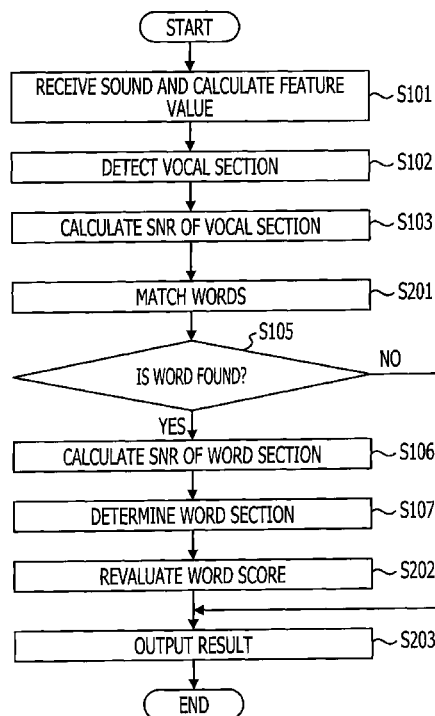 START
RECEIVE SOUND AND CALCULATE FEATURE
VALUE
S101
DETECT VOCAL SECTION
S102
CALCULATE SNR OF VOCAL SECTION
S103
MATCH WORDS
S201
S105
IS WORD FOUND?
NO
YES
CALCULATE SNR OF WORD SECTION
S106
DETERMINE WORD SECTION
S107
REVALUATE WORD SCORE
S202
OUTPUT RESULT
S203
END